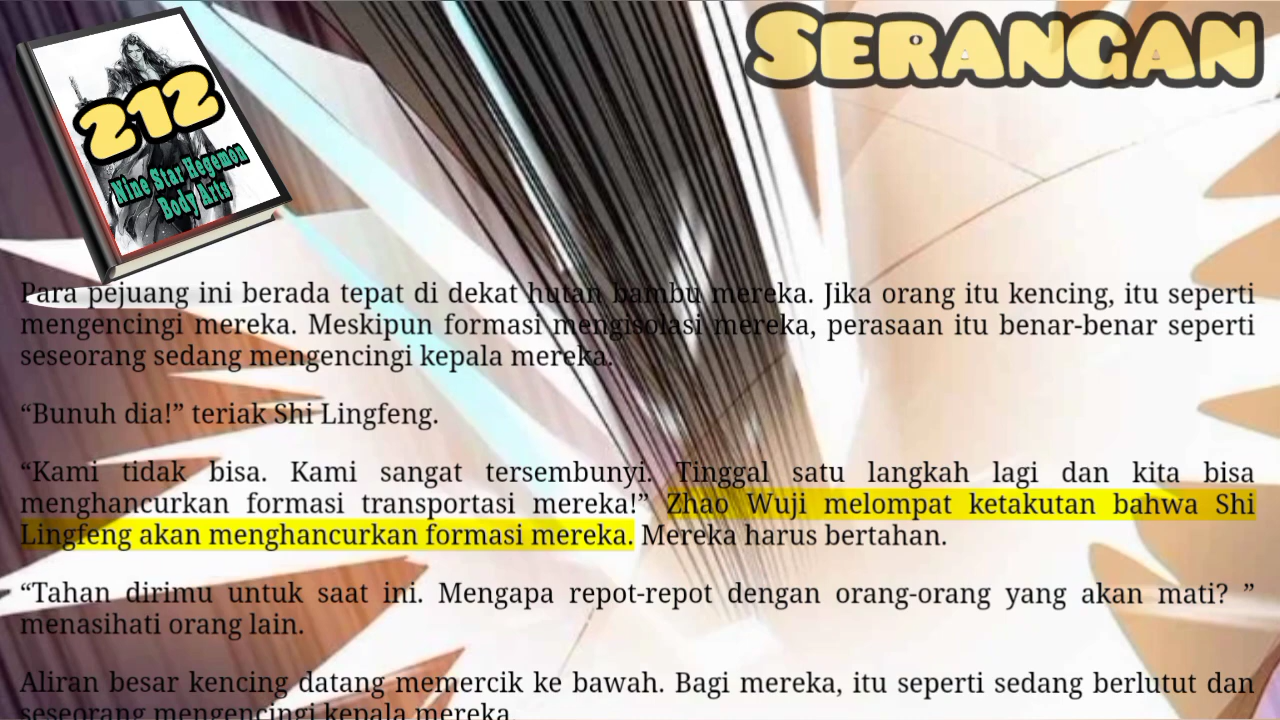 SERANGAN
212
Nine Star Hegemon
Body Arts
Para pejuang ini berada tepat di dekat hutan bambu mereka. Jika orang itu kencing, itu seperti
mengencingi mereka. Meskipun formasi mengisolasi mereka, perasaan itu benar-benar seperti
seseorang sedang mengencingi kepala mereka.
“Bunuh dia!” teriak Shi Lingfeng.
“Kami tidak bisa. Kami sangat tersembunyi. Tinggal satu langkah lagi dan kita bisa
menghancurkan formasi transportasi mereka!” Zhao Wuji melompat ketakutan bahwa Shi
Lingfeng akan menghancurkan formasi mereka. Mereka harus bertahan.
“Tahan dirimu untuk saat ini. Mengapa repot-repot dengan orang-orang yang akan mati? ”
menasihati orang lain.
Aliran besar kencing datang memercik ke bawah. Bagi mereka, itu seperti sedang berlutut dan
seseorang mengencingi kepala mereka.